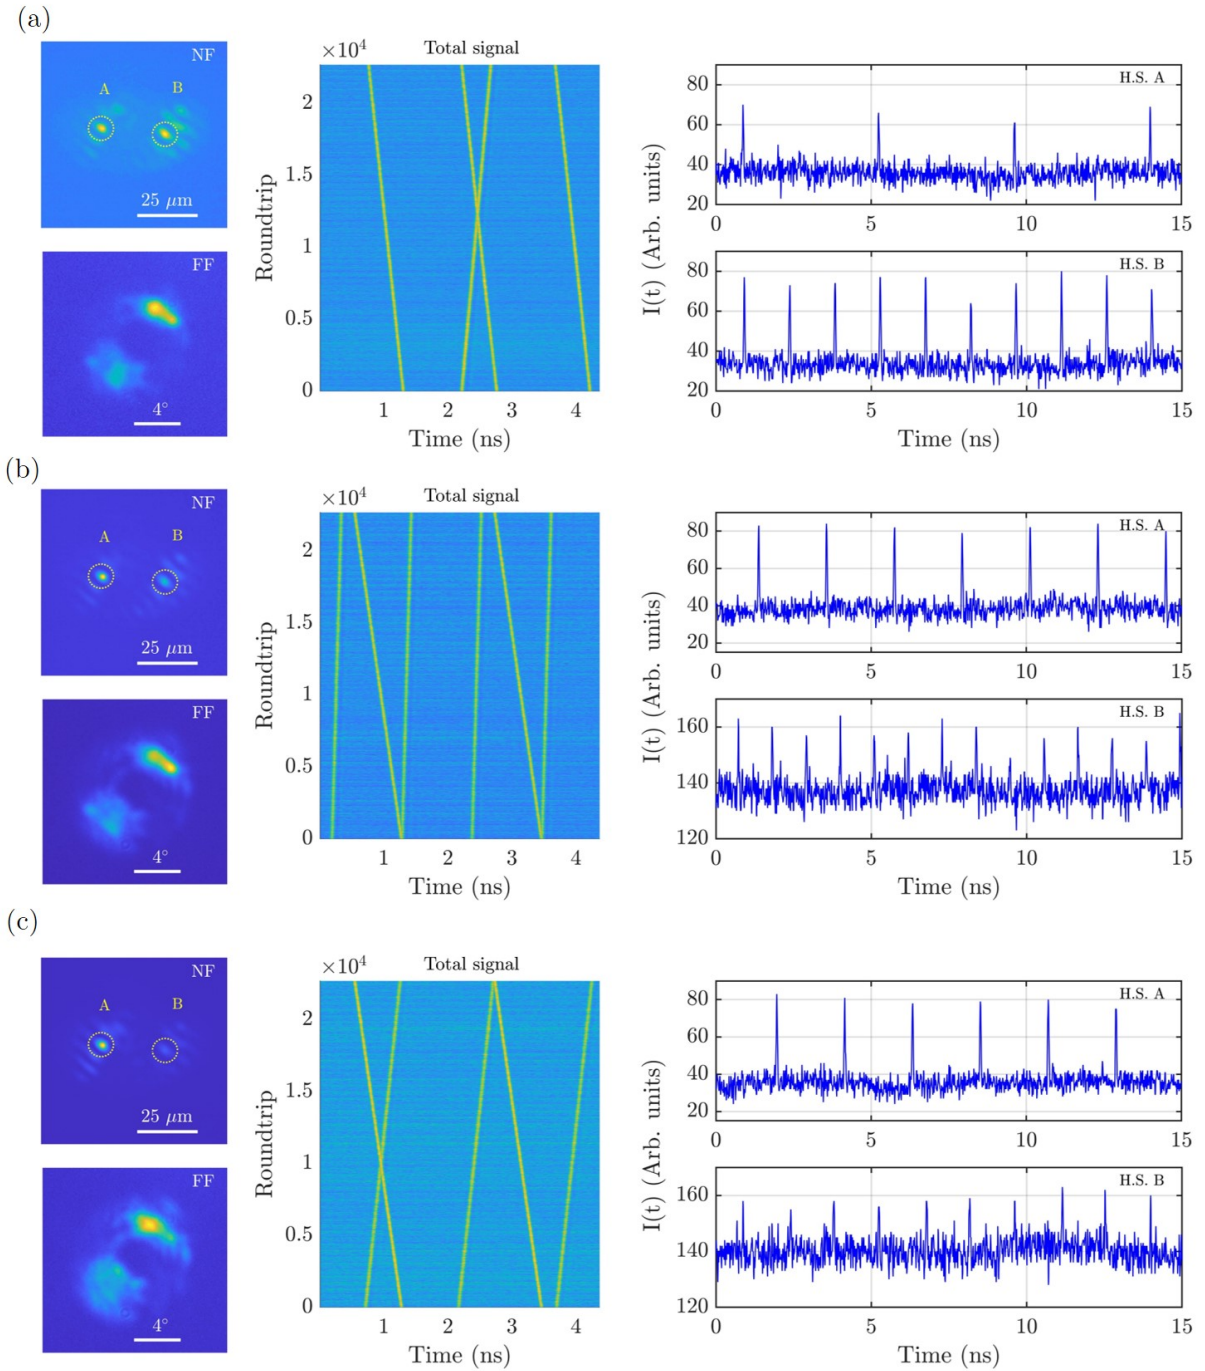 (a)
NF
A
B
25 μm
FF
4°
×10⁴
Total signal
2
1.5
1
0.5
0
Roundtrip
1 2 3 4
Time (ns)
H.S. A
80
60
40
20
0 5 10 15
H.S. B
80
60
40
20
0 5 10 15
I(t) (Arb. units)
Time (ns)
(b)
NF
A
B
25 μm
FF
4°
×10⁴
Total signal
2
1.5
1
0.5
0
Roundtrip
1 2 3 4
Time (ns)
H.S. A
80
60
40
20
0 5 10 15
H.S. B
160
140
120
0 5 10 15
I(t) (Arb. units)
Time (ns)
(c)
NF
A
B
25 μm
FF
4°
×10⁴
Total signal
2
1.5
1
0.5
0
Roundtrip
1 2 3 4
Time (ns)
H.S. A
80
60
40
20
0 5 10 15
H.S. B
160
140
120
0 5 10 15
I(t) (Arb. units)
Time (ns)